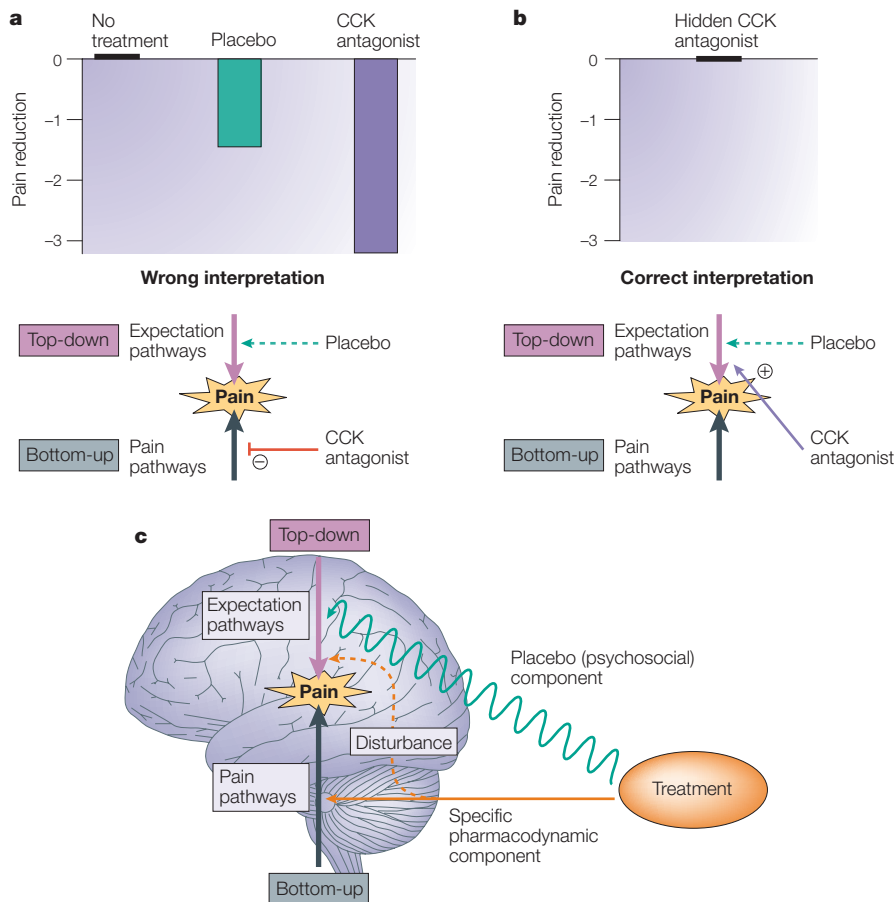 a
No
treatment
Placebo
CCK
antagonist
Pain reduction
0
–1
–2
–3
Wrong interpretation
Top-down
Expectation
pathways
Placebo
Pain
Bottom-up
Pain
pathways
–
CCK
antagonist
b
Hidden CCK
antagonist
Pain reduction
0
–1
–2
–3
Correct interpretation
Top-down
Expectation
pathways
Placebo
+
Pain
Bottom-up
Pain
pathways
CCK
antagonist
c
Top-down
Expectation
pathways
Placebo (psychosocial)
component
Pain
Disturbance
Pain
pathways
Treatment
Specific
pharmacodynamic
component
Bottom-up